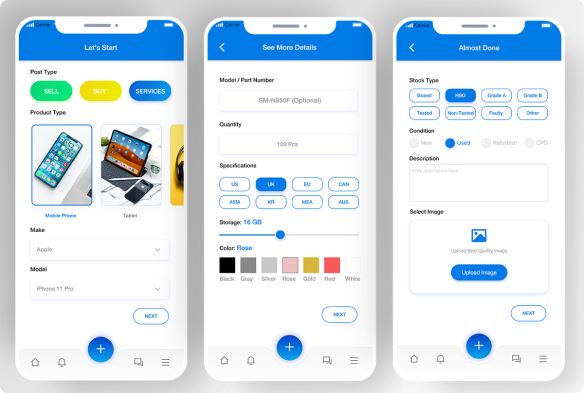 Carrier
Let's Start
Post Type
SELL
BUY
SERVICES
Product Type
Mobile Phone
Tablet
Make
Apple
Model
iPhone 11 Pro
NEXT
Carrier
See More Details
Model / Part Number
SM-N950F (Optional)
Quantity
100 Pcs
Specifications
US UK EU CAN
ASIA KR MEA AUS
Storage: 16 GB
Color: Rose
Black Gray Silver Rose Gold Red White
NEXT
Carrier
Almost Done
Stock Type
Boxed HSO Grade A Grade B
Tested Non-Tested Faulty Other
Condition
New Used Refurbish CPO
Description
Write description here
Select Image
Upload Best Quality Image
Upload Image
NEXT